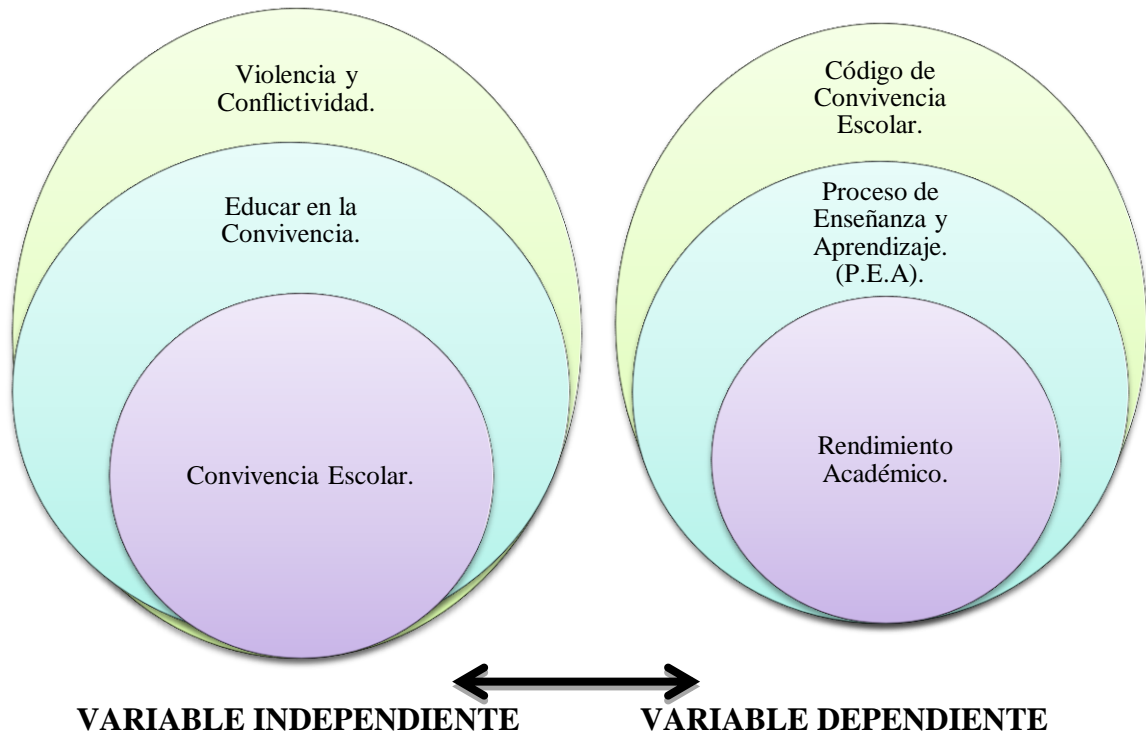 Violencia y
Conflictividad.
Educar en la
Convivencia.
Convivencia Escolar.
Código de
Convivencia
Escolar.
Proceso de
Enseñanza y
Aprendizaje.
(P.E.A).
Rendimiento
Académico.
VARIABLE INDEPENDIENTE
VARIABLE DEPENDIENTE